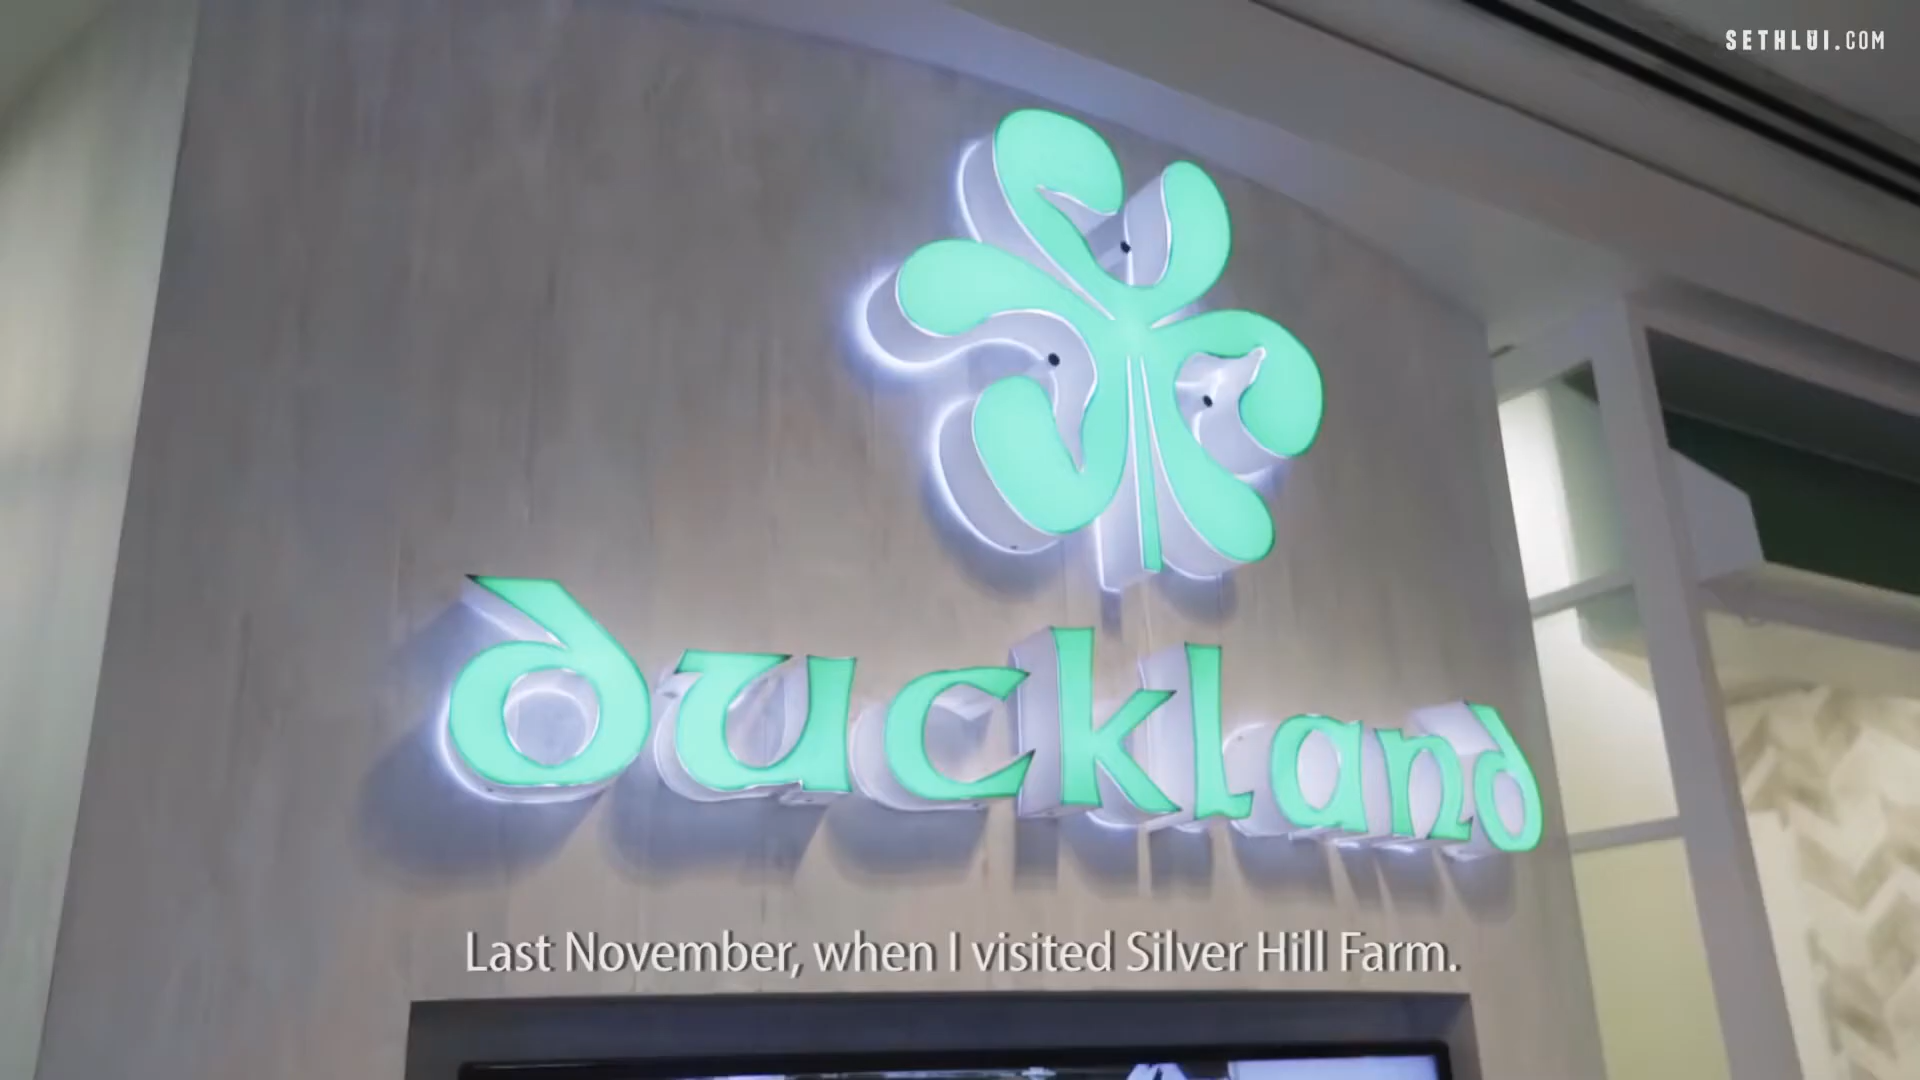 SETHLUI.COM
duckland
Last November, when I visited Silver Hill Farm.